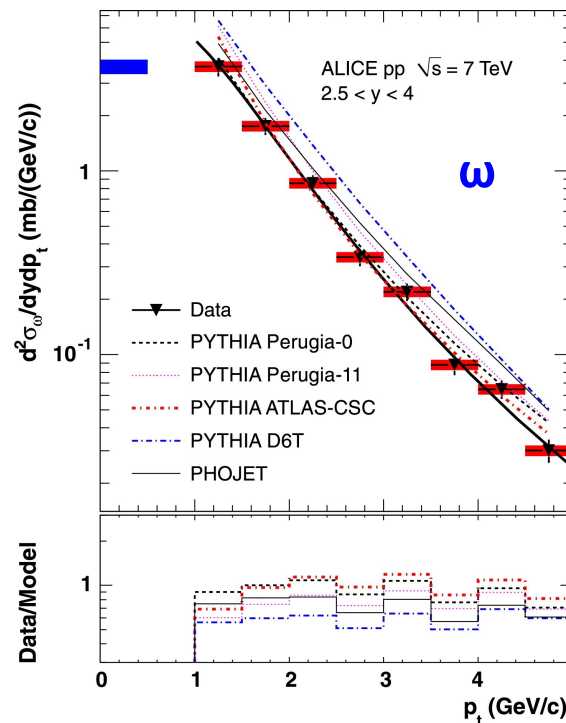 ALICE pp √s = 7 TeV
2.5 < y < 4
ω
d²σω/dydpt (mb/(GeV/c))
1
10⁻¹
Data
PYTHIA Perugia-0
PYTHIA Perugia-11
PYTHIA ATLAS-CSC
PYTHIA D6T
PHOJET
Data/Model
1
0 1 2 3 4
pt (GeV/c)